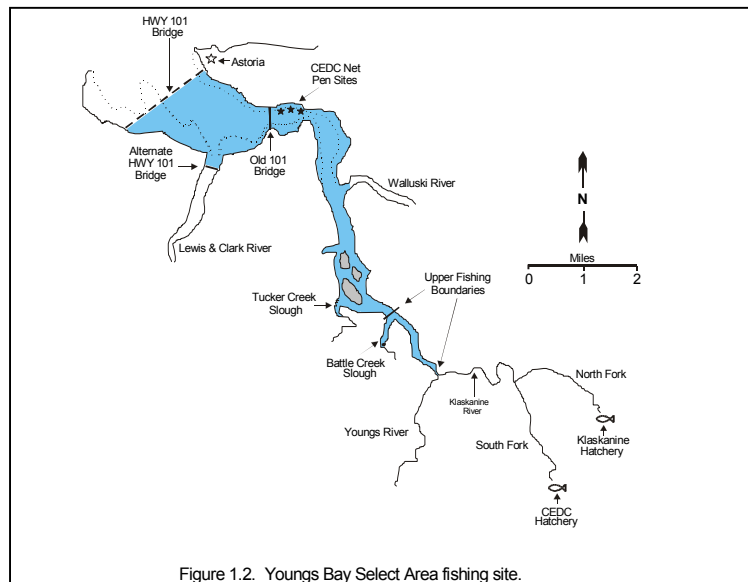 HWY 101
Bridge
Astoria
CEDC Net
Pen Sites
Alternate
HWY 101
Bridge
Old 101
Bridge
Walluski River
N
Miles
0 1 2
Lewis & Clark River
Upper Fishing
Boundaries
Tucker Creek
Slough
Battle Creek
Slough
North Fork
Klaskanine
River
Youngs River
South Fork
Klaskanine
Hatchery
CEDC
Hatchery
Figure 1.2. Youngs Bay Select Area fishing site.